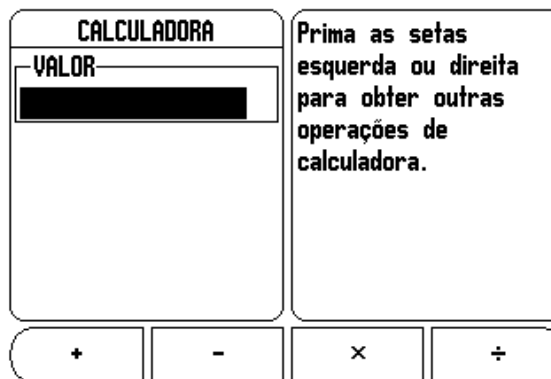 CALCULADORA
VALOR
Prima as setas
esquerda ou direita
para obter outras
operações de
calculadora.
+
-
×
÷